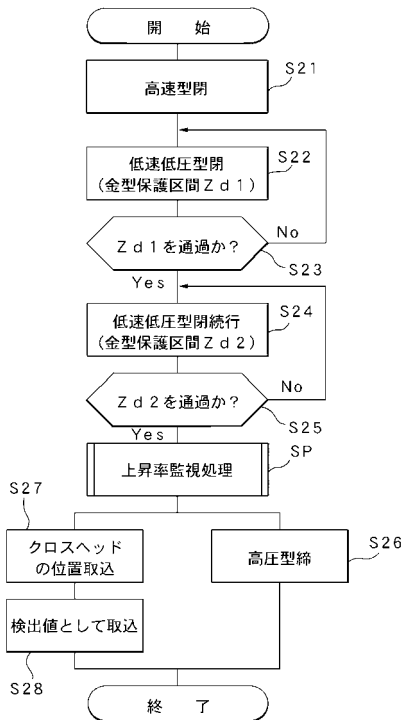 開 始
S21
高速型閉
S22
低速低圧型閉
(金型保護区間Zd1)
Zd1を通過か?
No
S23
Yes
S24
低速低圧型閉続行
(金型保護区間Zd2)
Zd2を通過か?
No
S25
Yes
SP
上昇率監視処理
S27
クロスヘッド
の位置取込
S26
高圧型締
検出値として取込
S28
終 了